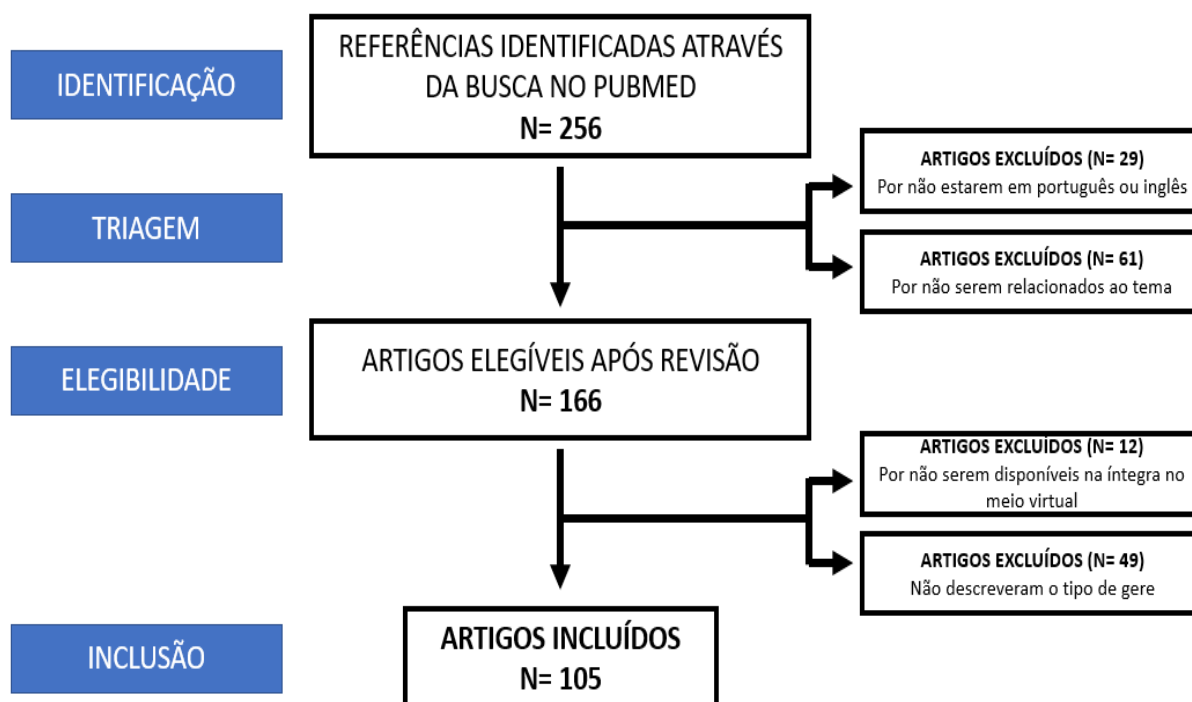 IDENTIFICAÇÃO
REFERÊNCIAS IDENTIFICADAS ATRAVÉS
DA BUSCA NO PUBMED
N= 256
TRIAGEM
ARTIGOS EXCLUÍDOS (N= 29)
Por não estarem em português ou inglês
ARTIGOS EXCLUÍDOS (N= 61)
Por não serem relacionados ao tema
ELEGIBILIDADE
ARTIGOS ELEGÍVEIS APÓS REVISÃO
N= 166
ARTIGOS EXCLUÍDOS (N= 12)
Por não serem disponíveis na íntegra no
meio virtual
ARTIGOS EXCLUÍDOS (N= 49)
Não descreveram o tipo de gere
INCLUSÃO
ARTIGOS INCLUÍDOS
N= 105